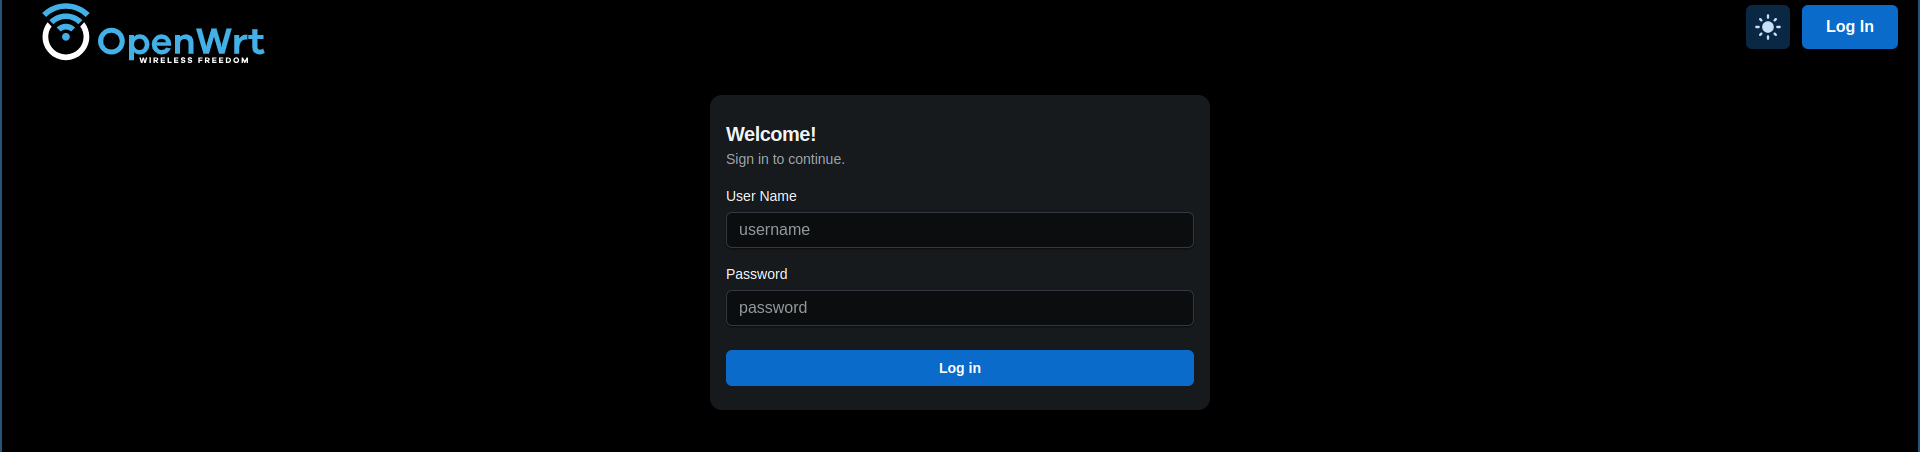 OpenWrt
WIRELESS FREEDOM
Log In
Welcome!
Sign in to continue.
User Name
username
Password
password
Log in